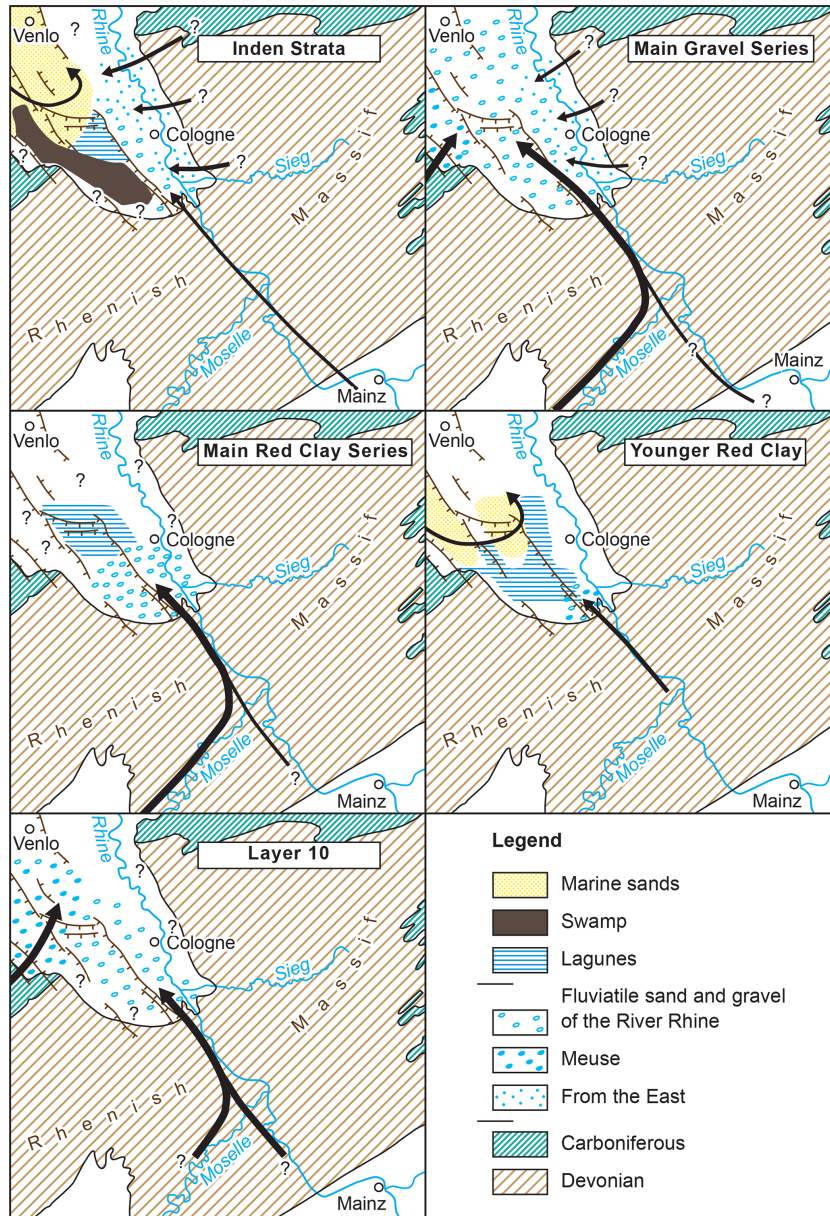 Venlo
Rhine
Inden Strata
Cologne
Sieg
Rhenish
Massif
Moselle
Mainz
?
?
?
?
?
?
?
Venlo
Rhine
Main Gravel Series
Cologne
Sieg
Rhenish
Massif
Moselle
Mainz
?
?
?
?
?
Venlo
Rhine
Main Red Clay Series
Cologne
Sieg
Rhenish
Massif
Moselle
Mainz
?
?
?
?
?
?
?
Venlo
Rhine
Younger Red Clay
Cologne
Sieg
Rhenish
Massif
Moselle
Mainz
Venlo
Rhine
Layer 10
Cologne
Sieg
Rhenish
Massif
Moselle
Mainz
?
?
?
?
?
?
Legend
Marine sands
Swamp
Lagunes
Fluviatile sand and gravel
of the River Rhine
Meuse
From the East
Carboniferous
Devonian